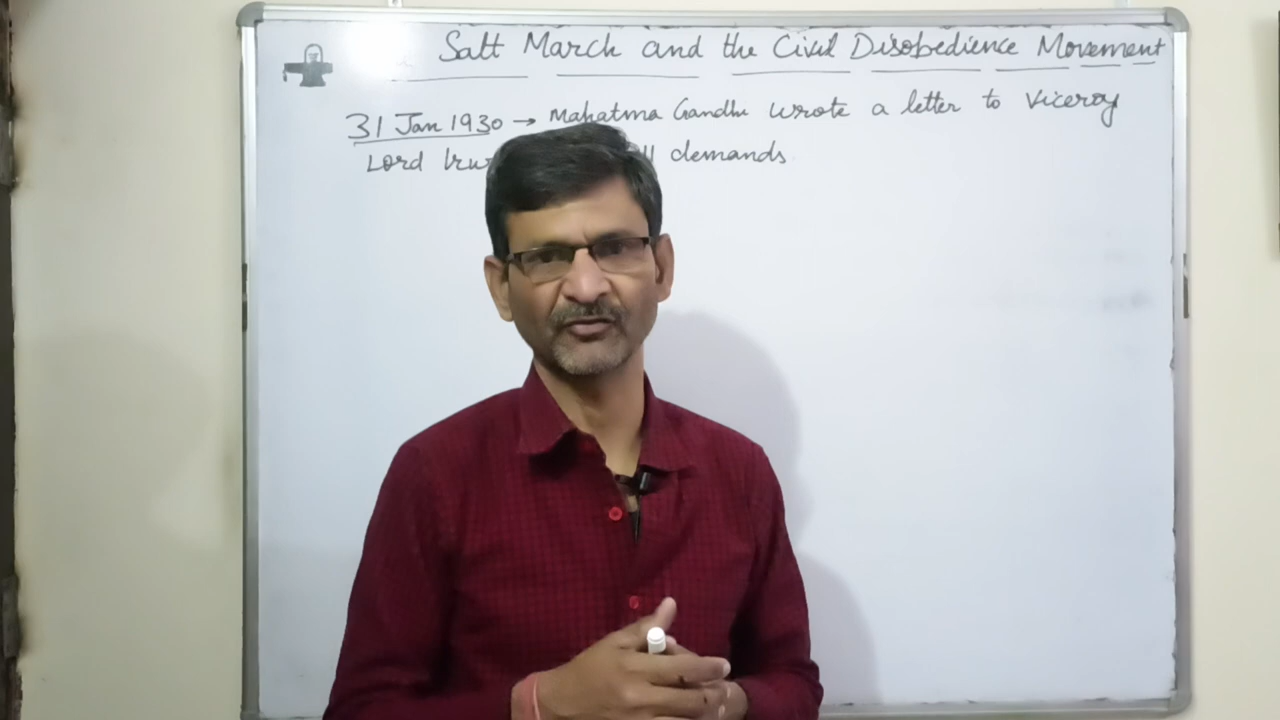 Salt March and the Civil Disobedience Movement
31 Jan 1930 → Mahatma Gandhi wrote a letter to Viceroy
Lord demands